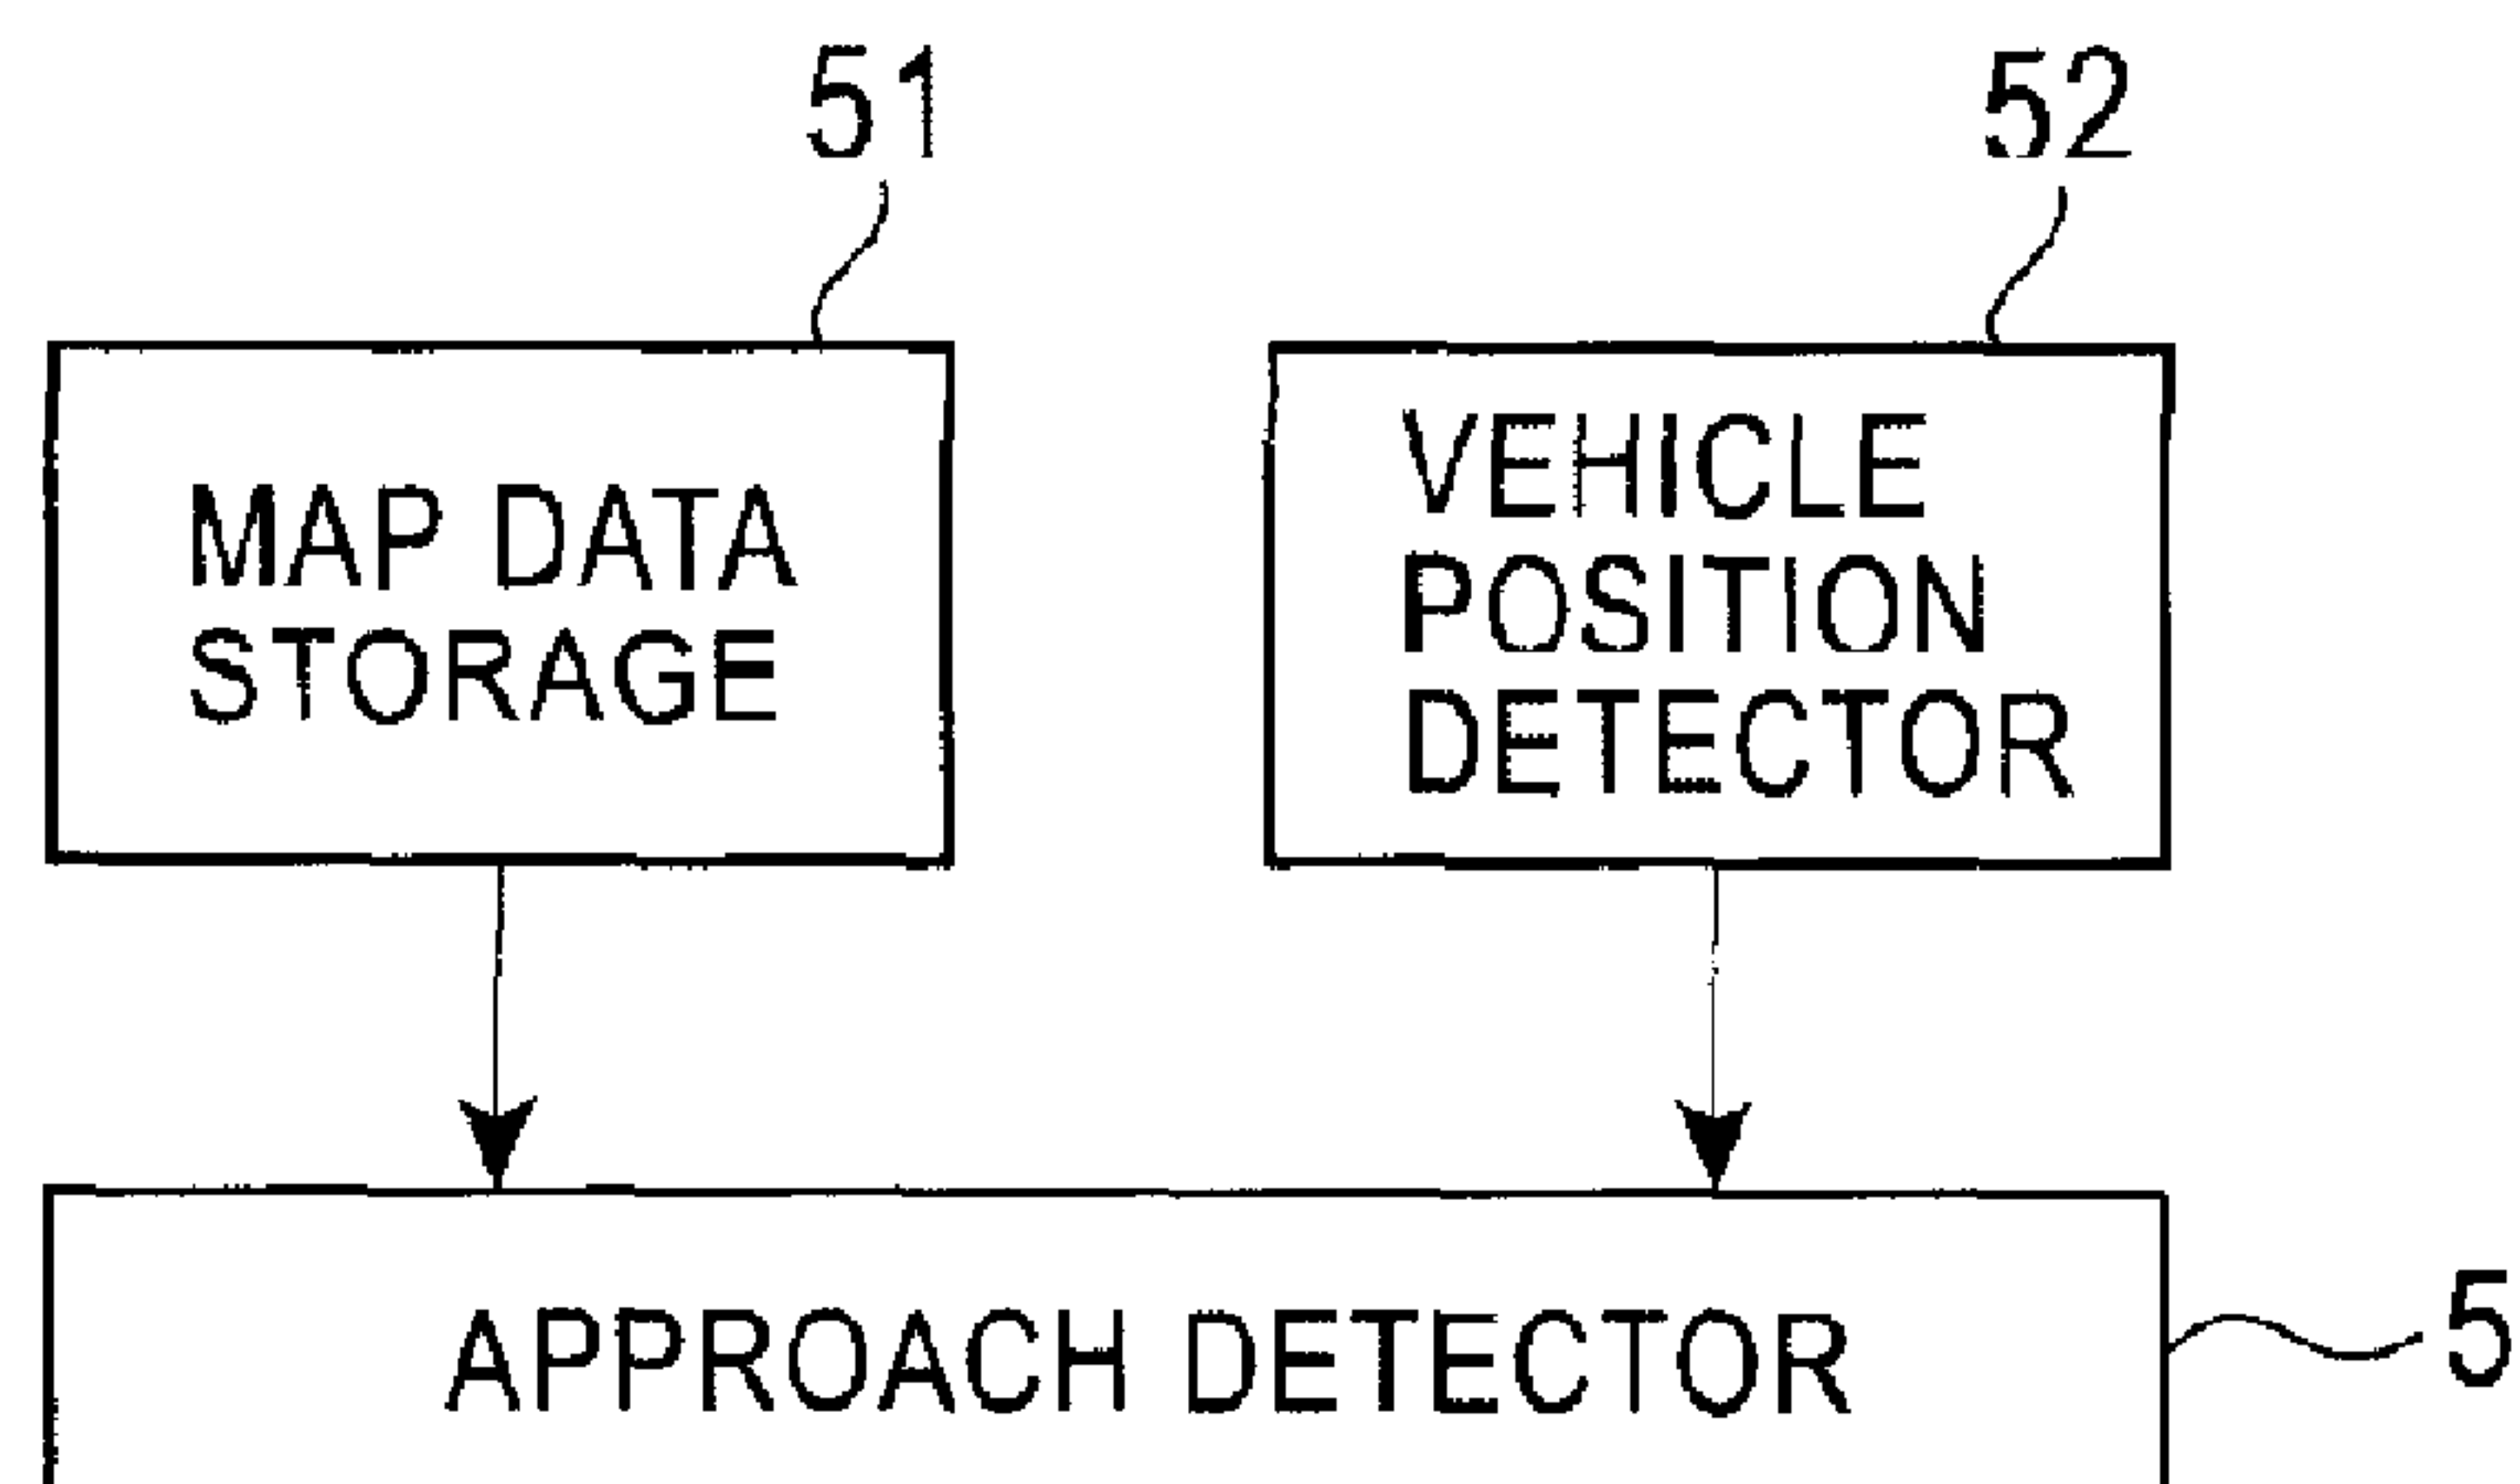 51
52
MAP DATA
STORAGE
VEHICLE
POSITION
DETECTOR
APPROACH DETECTOR
5